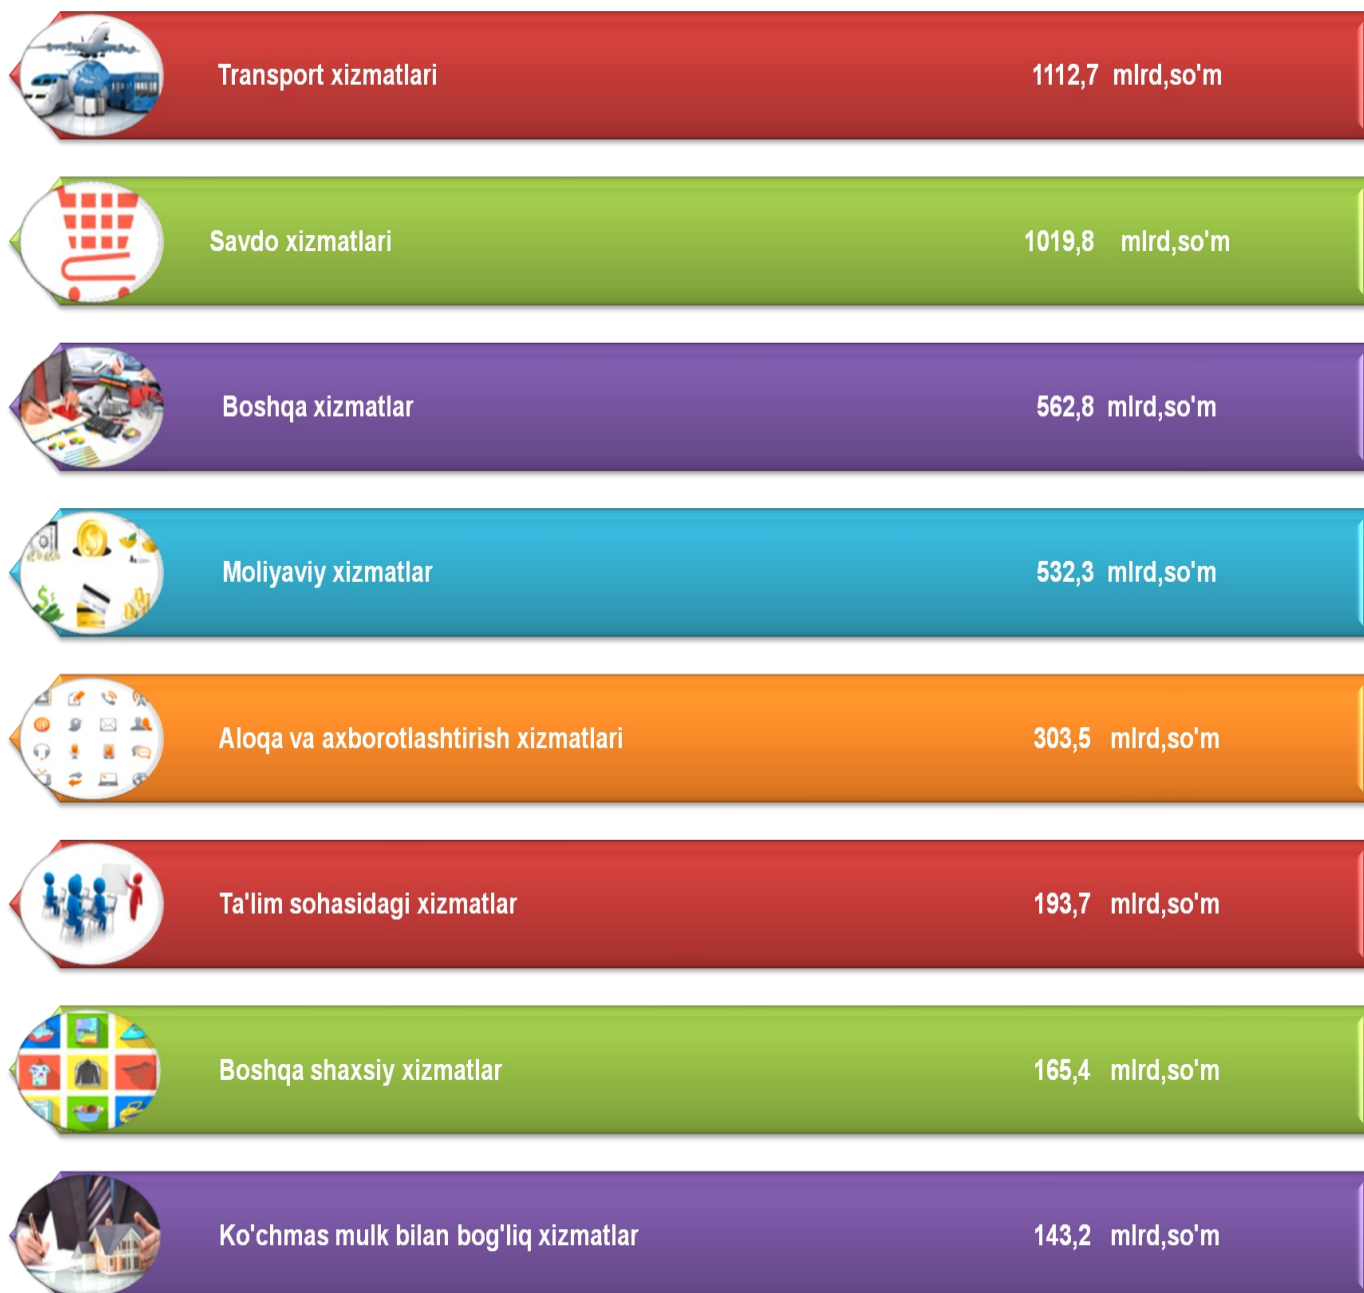 Transport xizmatlari 1112,7 mlrd,so'm
Savdo xizmatlari 1019,8 mlrd,so'm
Boshqa xizmatlar 562,8 mlrd,so'm
Moliyaviy xizmatlar 532,3 mlrd,so'm
Aloqa va axborotlashtirish xizmatlari 303,5 mlrd,so'm
Ta'lim sohasidagi xizmatlar 193,7 mlrd,so'm
Boshqa shaxsiy xizmatlar 165,4 mlrd,so'm
Ko'chmas mulk bilan bog'liq xizmatlar 143,2 mlrd,so'm